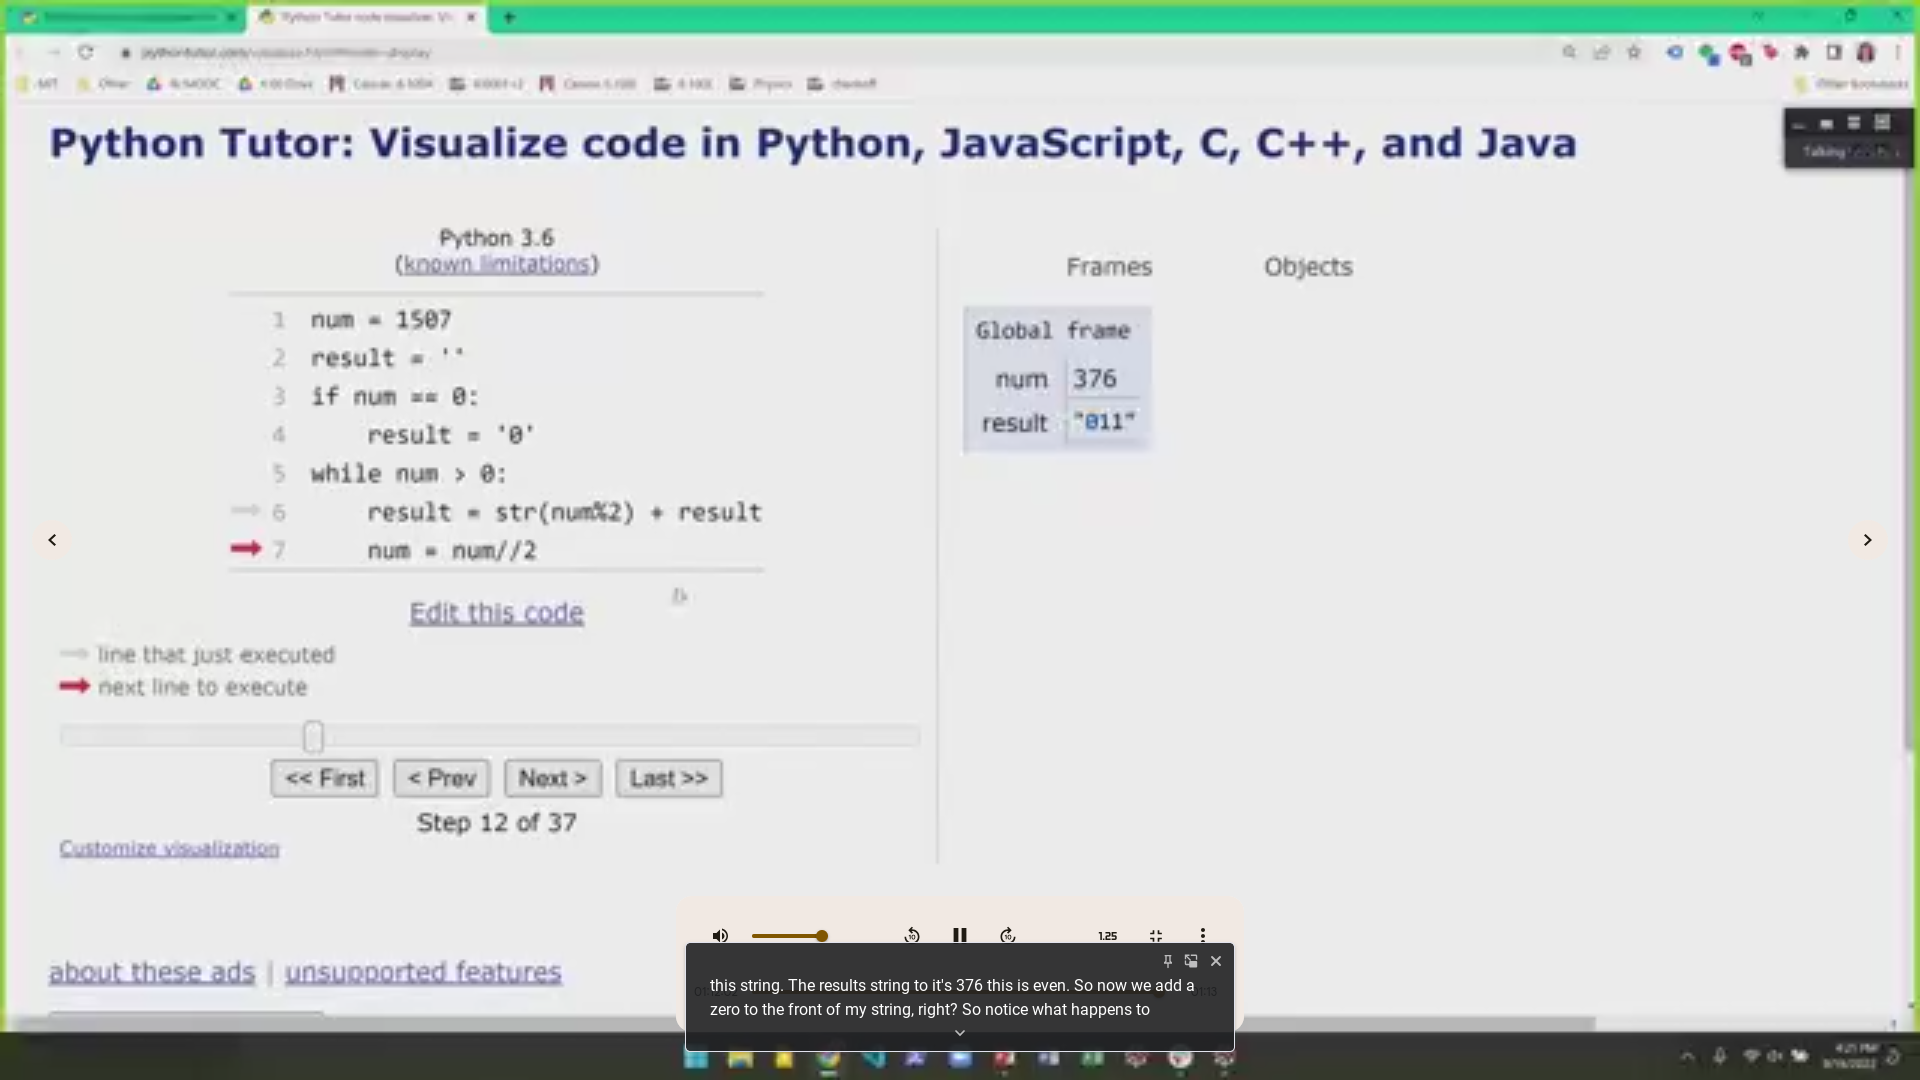 Python Tutor: Visualize code in Python, JavaScript, C, C++, and Java
Talking:
Python 3.6
(known limitations)
1 num = 1507
2 result = ''
3 if num == 0:
4 result = '0'
5 while num > 0:
6 result = str(num%2) + result
7 num = num//2
Edit this code
line that just executed
next line to execute
<< First < Prev Next > Last >>
Step 12 of 37
Customize visualization
about these ads | unsupported features
Frames Objects
Global frame
num 376
result "011"
1.25
this string. The results string to it's 376 this is even. So now we add a
zero to the front of my string, right? So notice what happens to